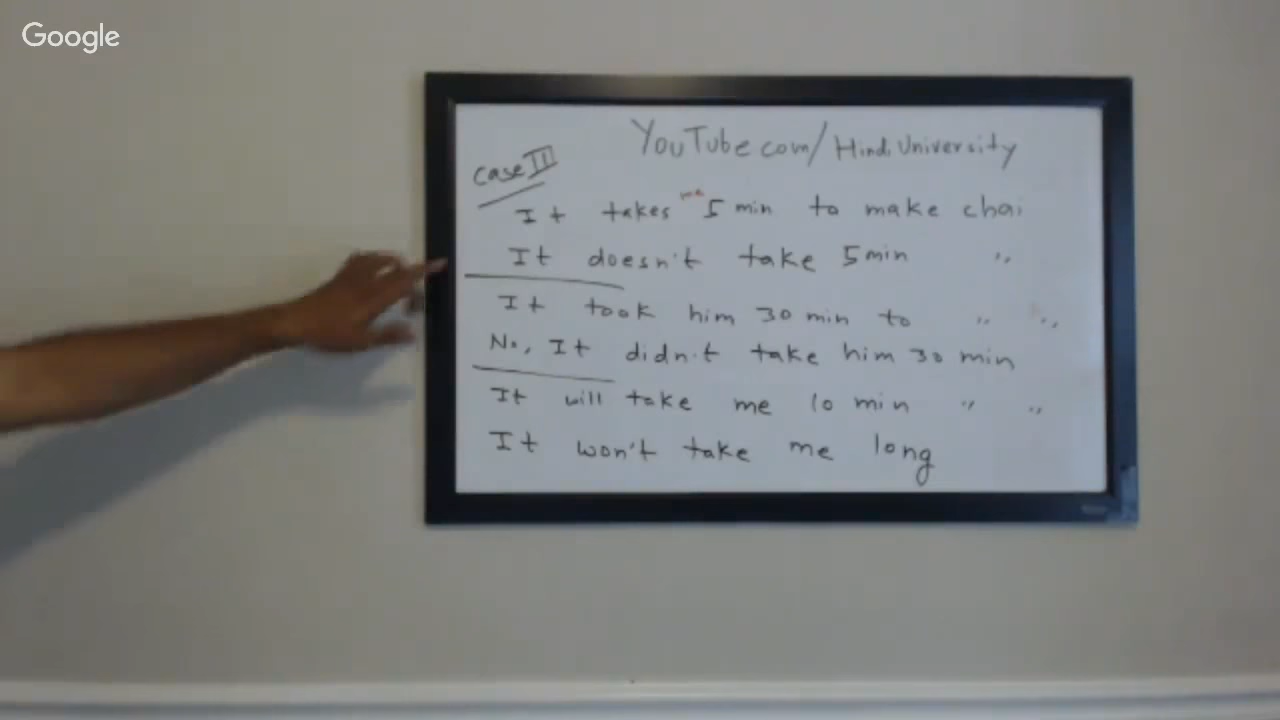 Google
YouTube.com/HindiUniversity
Case III
It takes me 5 min to make chai
It doesn't take 5 min "
It took him 30 min to " "
No, It didn't take him 30 min
It will take me 10 min " "
It won't take me long